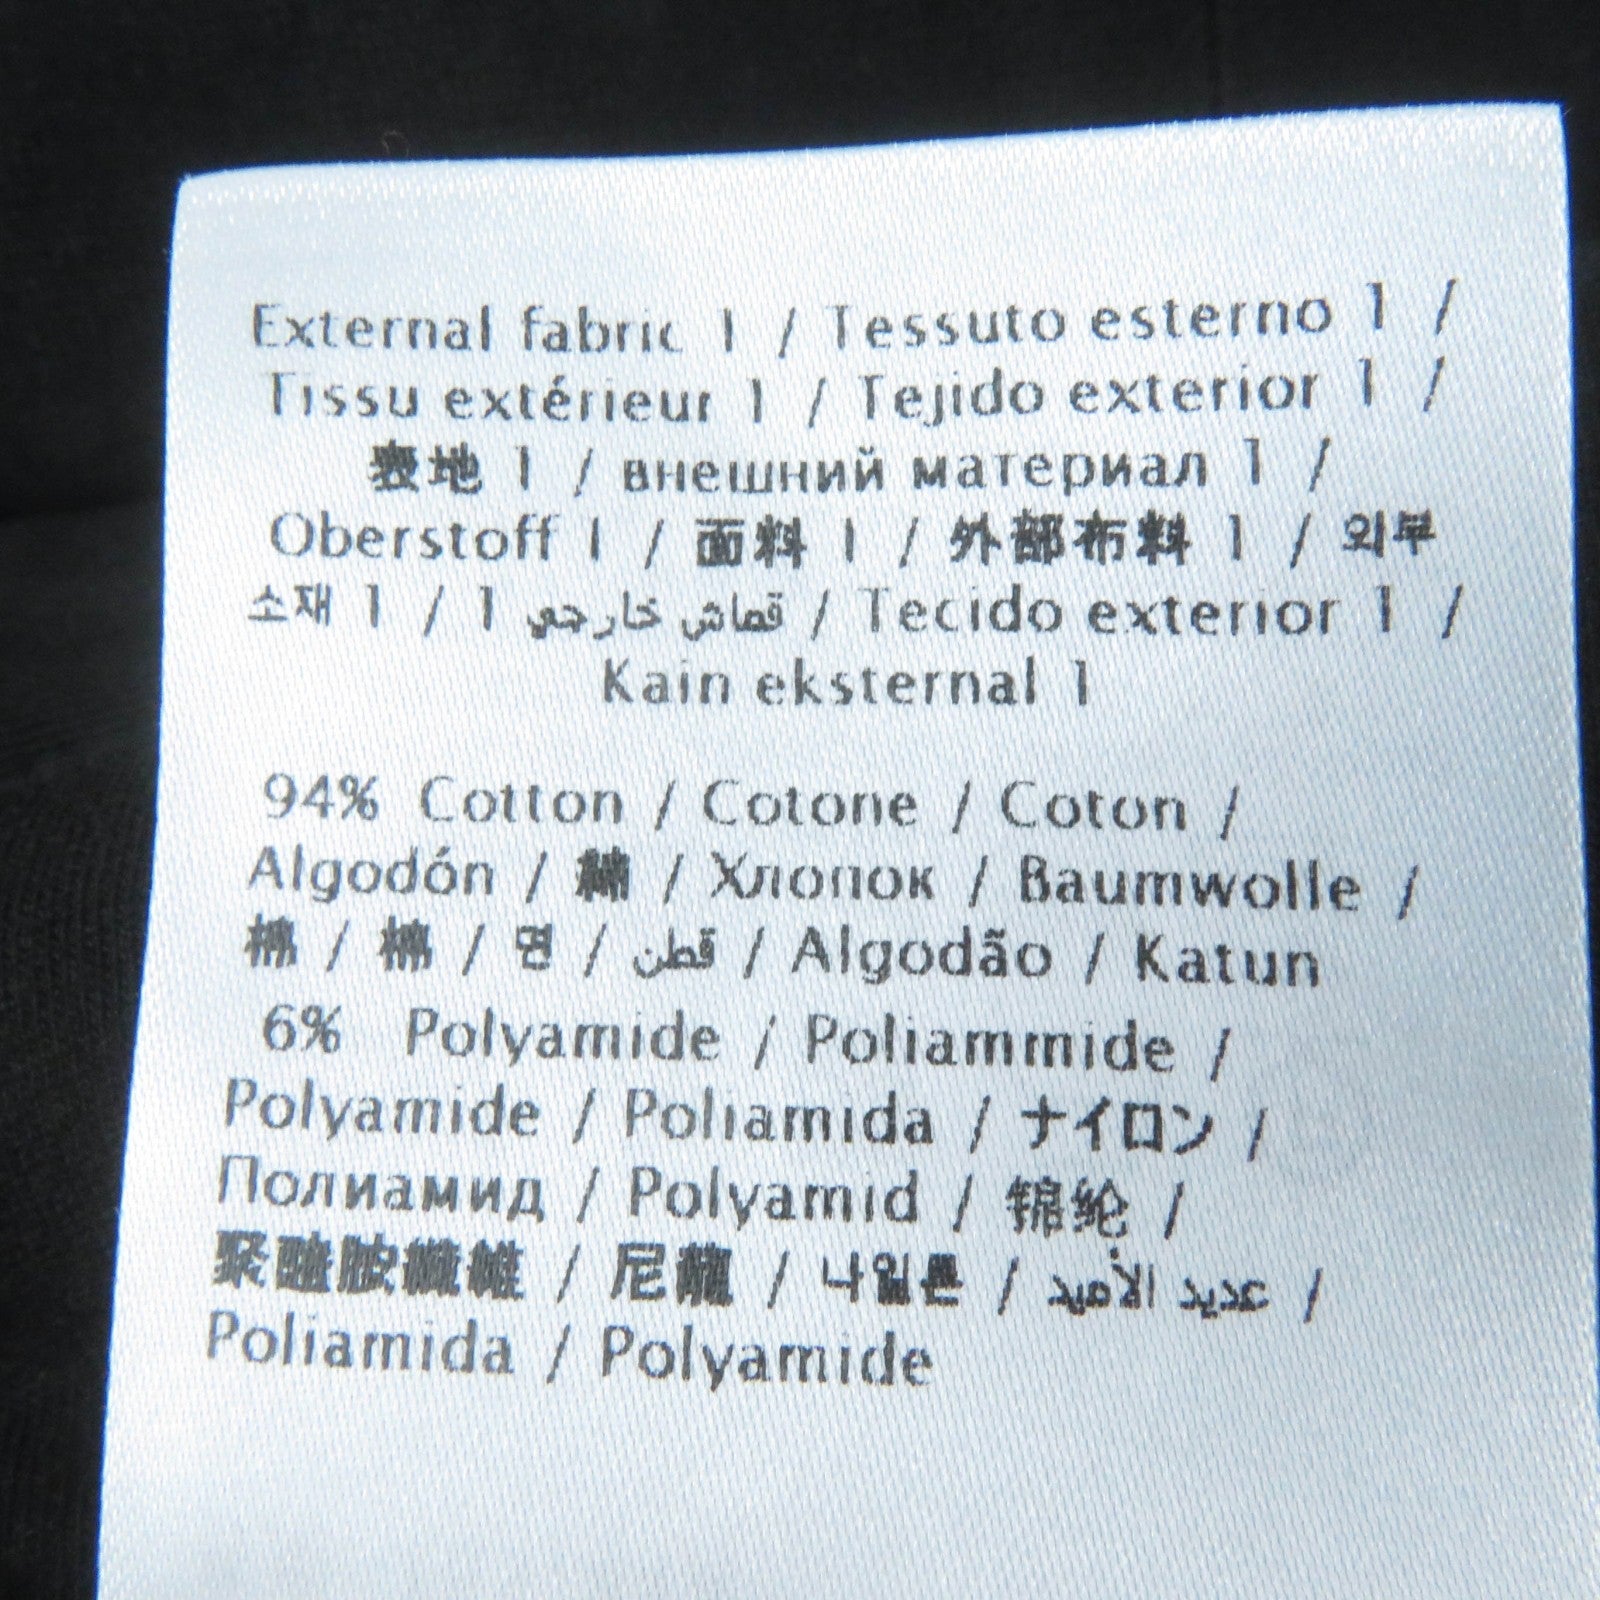 External fabric 1 / Tessuto esterno 1 /
Tissu extérieur 1 / Tejido exterior 1 /
表地 1 / внешний материал 1 /
Oberstoff 1 / 面料 1 / 外部布料 1 / 외부
소재 1 / 1 قماش خارجي / Tecido exterior 1 /
Kain eksternal 1
94% Cotton / Cotone / Coton /
Algodón / 綿 / Хлопок / Baumwolle /
棉 / 棉 / 면 / قطن / Algodão / Katun
6% Polyamide / Poliammide /
Polyamide / Poliamida / ナイロン /
Полиамид / Polyamid / 锦纶 /
聚醯胺纖維 / 尼龍 / 나일론 / عديد الاميد /
Poliamida / Polyamide